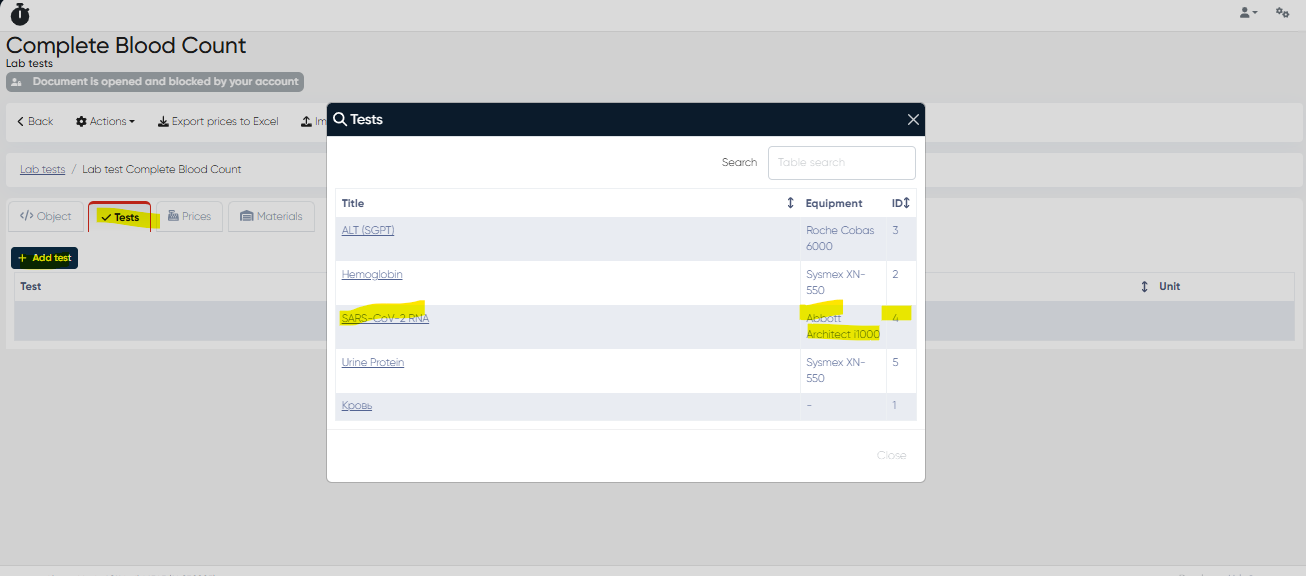 Complete Blood Count
Lab tests
Document is opened and blocked by your account
Back Actions Export prices to Excel Im
Lab tests / Lab test Complete Blood Count
Object Tests Prices Materials
+ Add test
Test Unit
Tests
Search Table search
Title Equipment ID
ALT (SGPT) Roche Cobas 3
6000
Hemoglobin Sysmex XN- 2
550
SARS-CoV-2 RNA Abbott 4
Architect i1000
Urine Protein Sysmex XN- 5
550
Кровь - 1
Close